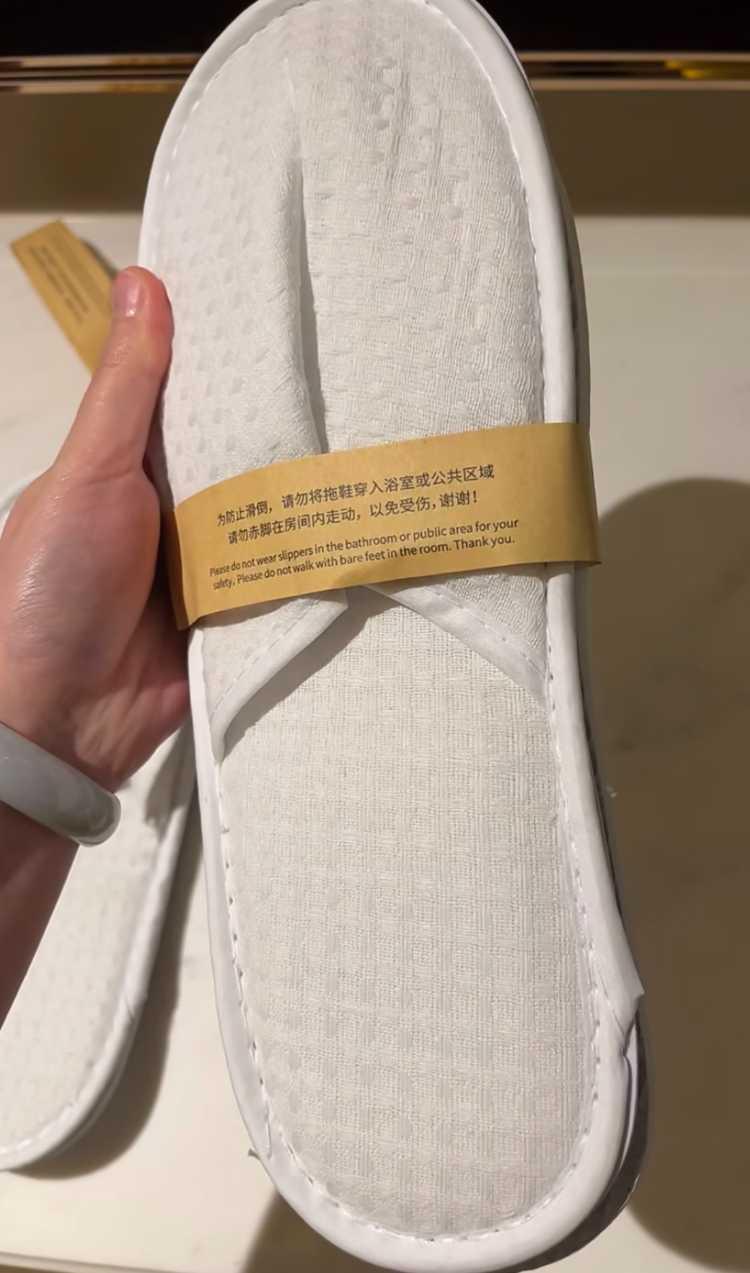 为防止滑倒，请勿将拖鞋穿入浴室或公共区域
请勿赤脚在房间内走动，以免受伤，谢谢！
Please do not wear slippers in the bathroom or public area for your
safety. Please do not walk with bare feet in the room. Thank you.